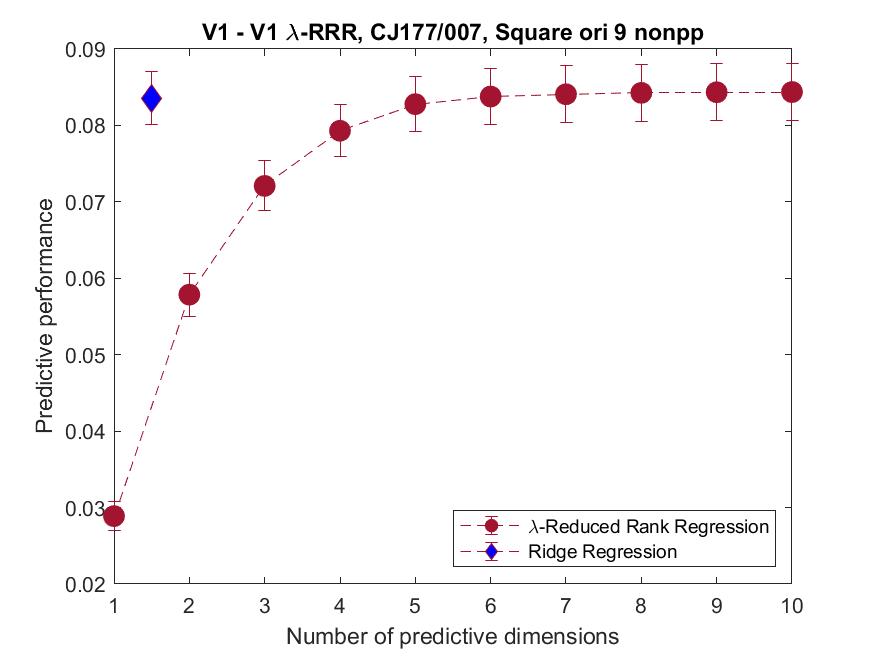 V1 - V1 λ-RRR, CJ177/007, Square ori 9 nonpp
0.09
0.08
0.07
0.06
0.05
0.04
0.03
0.02
Predictive performance
1 2 3 4 5 6 7 8 9 10
Number of predictive dimensions
λ-Reduced Rank Regression
Ridge Regression